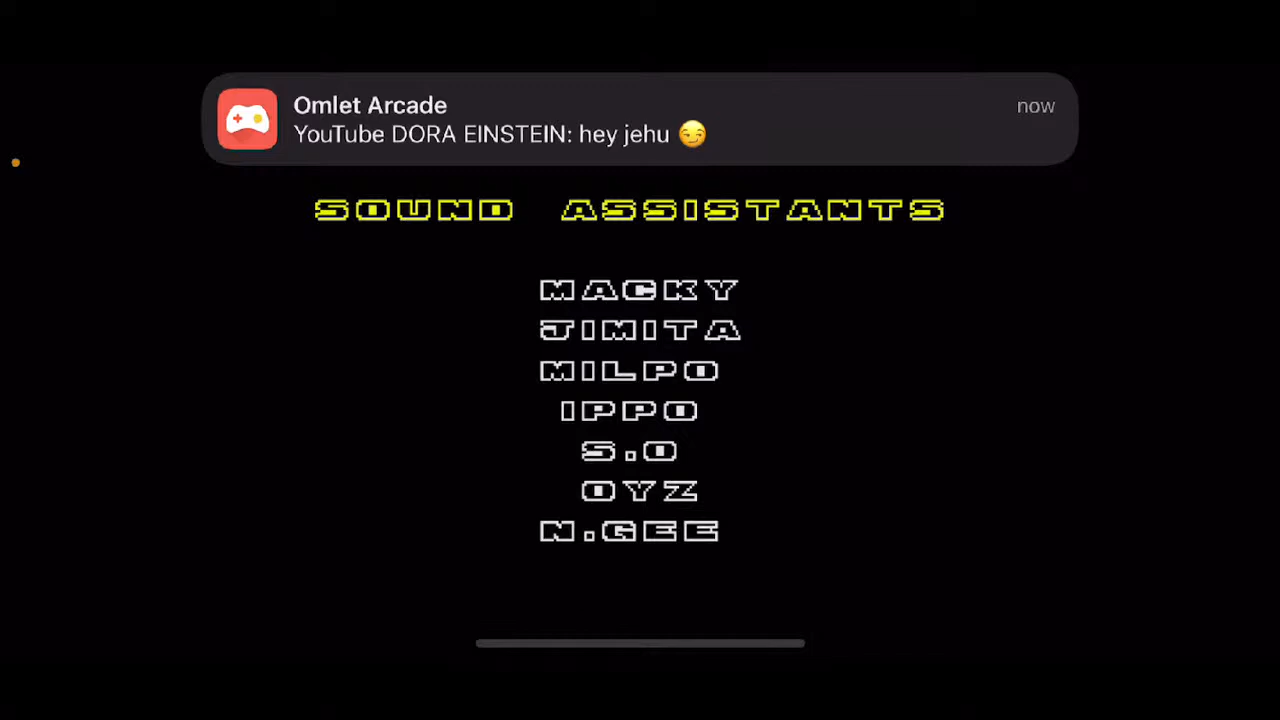 Omlet Arcade
now
YouTube DORA EINSTEIN: hey jehu 😏
SOUND ASSISTANTS
MACKY
JIMITA
MILPO
IPPO
S.O
OYZ
N.GEE